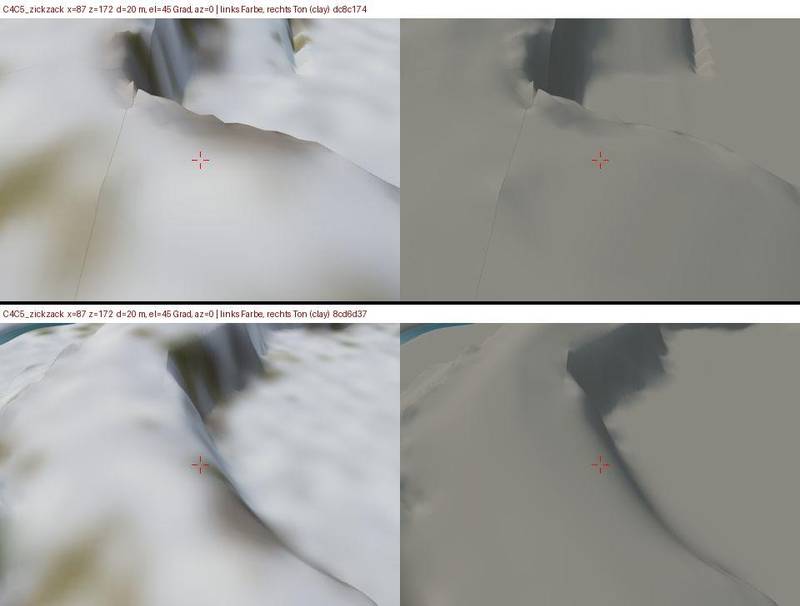 C4C5_zickzack x=87 z=172 d=20 m, el=45 Grad, az=0 | links Farbe, rechts Ton (clay) dc8c174
C4C5_zickzack x=87 z=172 d=20 m, el=45 Grad, az=0 | links Farbe, rechts Ton (clay) 8cd6d37